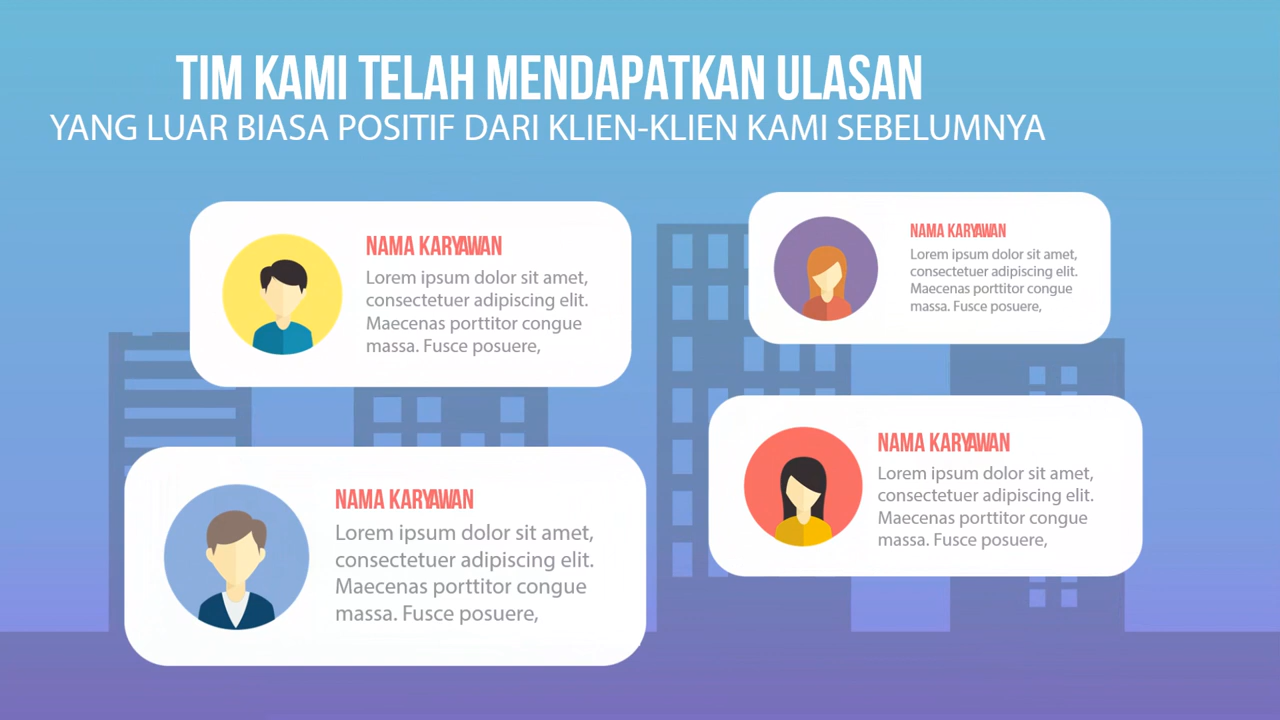 TIM KAMI TELAH MENDAPATKAN ULASAN
YANG LUAR BIASA POSITIF DARI KLIEN-KLIEN KAMI SEBELUMNYA
NAMA KARYAWAN
Lorem ipsum dolor sit amet,
consectetuer adipiscing elit.
Maecenas porttitor congue
massa. Fusce posuere,
NAMA KARYAWAN
Lorem ipsum dolor sit amet,
consectetuer adipiscing elit.
Maecenas porttitor congue
massa. Fusce posuere,
NAMA KARYAWAN
Lorem ipsum dolor sit amet,
consectetuer adipiscing elit.
Maecenas porttitor congue
massa. Fusce posuere,
NAMA KARYAWAN
Lorem ipsum dolor sit amet,
consectetuer adipiscing elit.
Maecenas porttitor congue
massa. Fusce posuere,